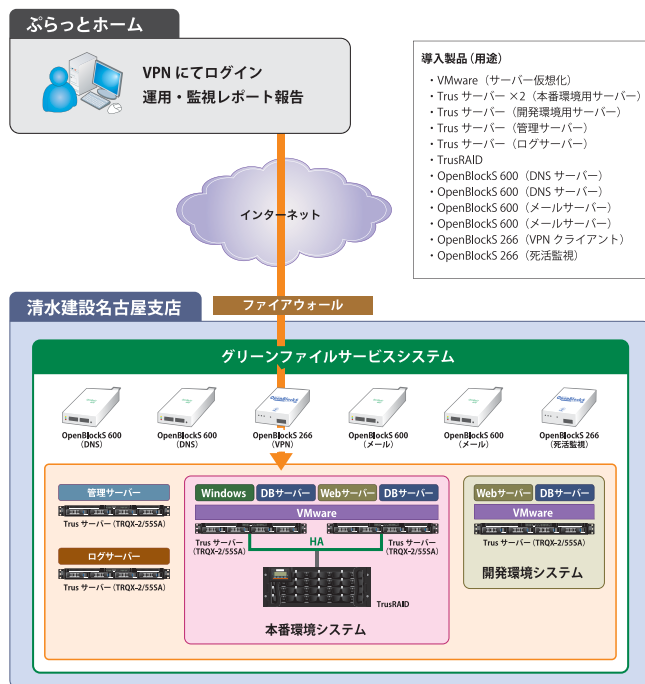 ぷらっとホーム
VPN にてログイン
運用・監視レポート報告
導入製品（用途）
・VMware（サーバー仮想化）
・Trus サーバー ×2（本番環境用サーバー）
・Trus サーバー（開発環境用サーバー）
・Trus サーバー（管理サーバー）
・Trus サーバー（ログサーバー）
・TrusRAID
・OpenBlockS 600（DNS サーバー）
・OpenBlockS 600（DNS サーバー）
・OpenBlockS 600（メールサーバー）
・OpenBlockS 600（メールサーバー）
・OpenBlockS 266（VPN クライアント）
・OpenBlockS 266（死活監視）
インターネット
清水建設名古屋支店
ファイアウォール
グリーンファイルサービスシステム
OpenBlockS 600
（DNS）
OpenBlockS 600
（DNS）
OpenBlockS 266
（VPN）
OpenBlockS 600
（メール）
OpenBlockS 600
（メール）
OpenBlockS 266
（死活監視）
管理サーバー
Trus サーバー（TRQX-2/55SA）
ログサーバー
Trus サーバー（TRQX-2/55SA）
Windows
DBサーバー
Webサーバー
DBサーバー
VMware
Trus サーバー
（TRQX-2/55SA）
HA
Trus サーバー
（TRQX-2/55SA）
TrusRAID
本番環境システム
Webサーバー
DBサーバー
VMware
Trus サーバー（TRQX-2/55SA）
開発環境システム